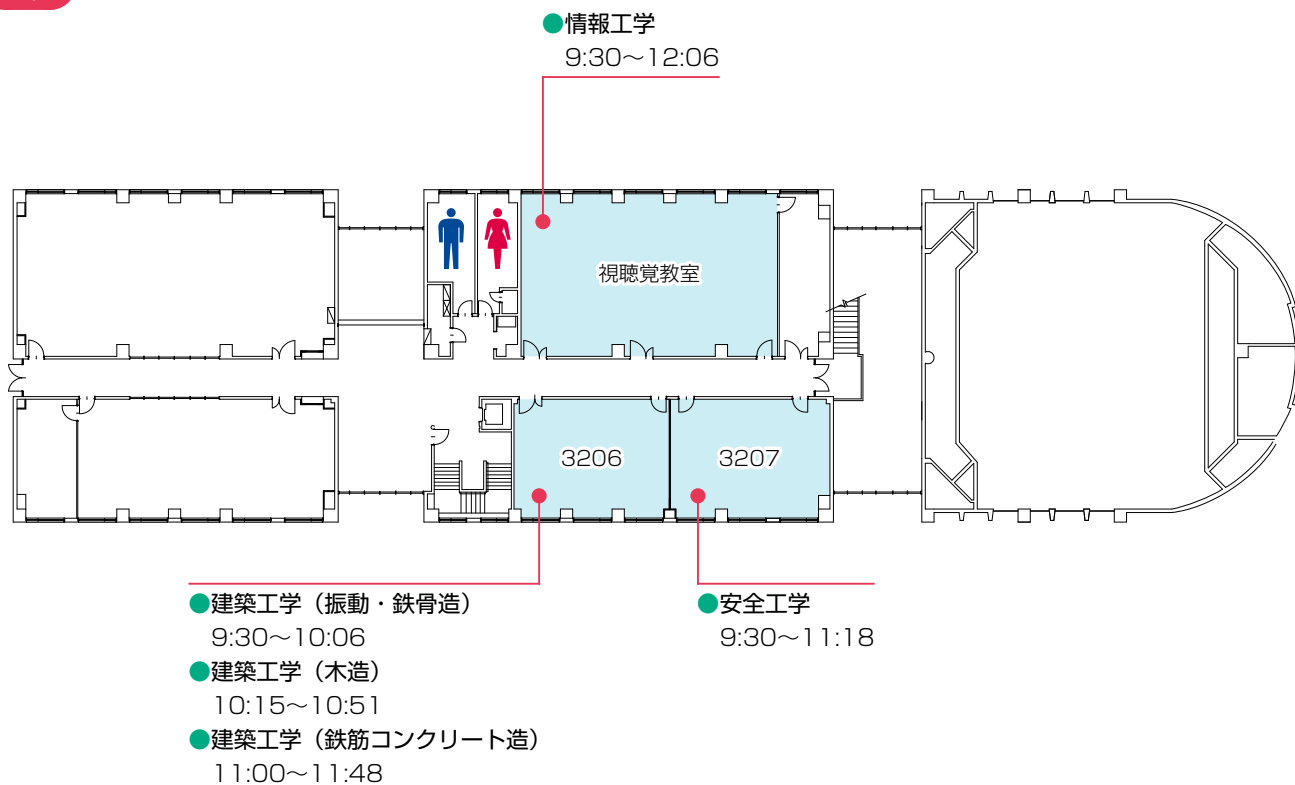 ●情報工学
9:30～12:06
視聴覚教室
3206
3207
●建築工学（振動・鉄骨造）
9:30～10:06
●建築工学（木造）
10:15～10:51
●建築工学（鉄筋コンクリート造）
11:00～11:48
●安全工学
9:30～11:18